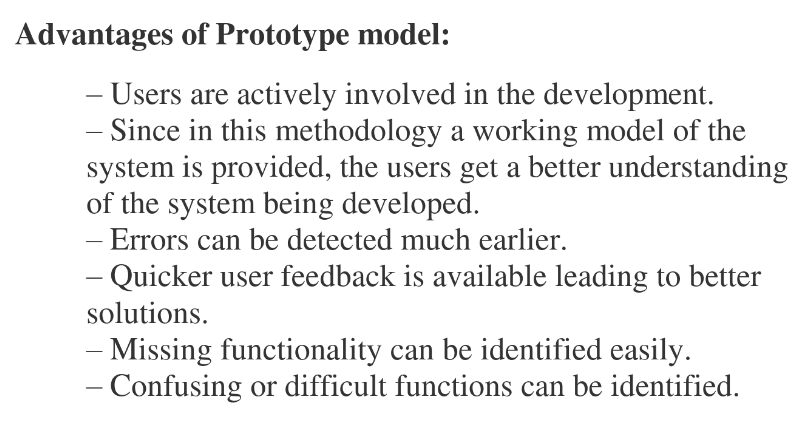 Advantages of Prototype model:
– Users are actively involved in the development.
– Since in this methodology a working model of the
system is provided, the users get a better understanding
of the system being developed.
– Errors can be detected much earlier.
– Quicker user feedback is available leading to better
solutions.
– Missing functionality can be identified easily.
– Confusing or difficult functions can be identified.